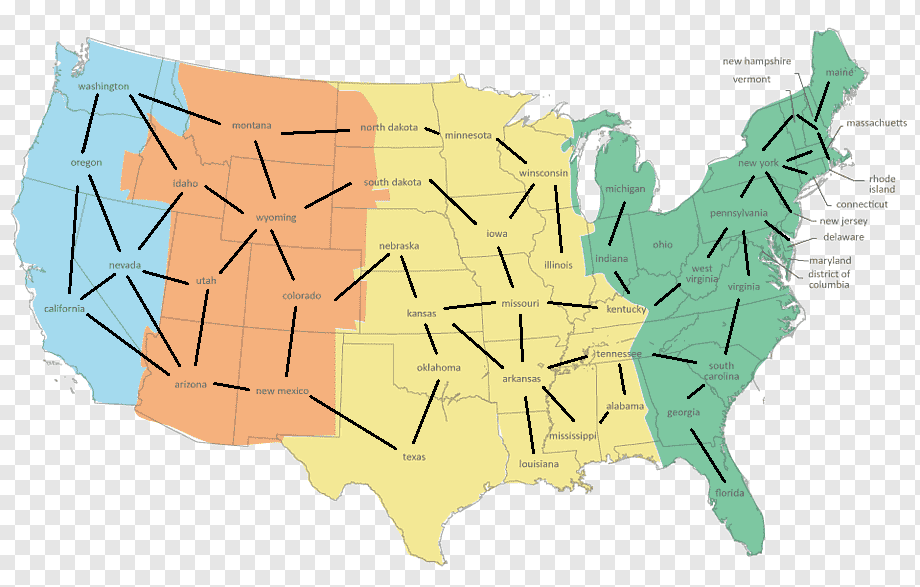 new hampshire
maine
vermont
washington
massachuetts
montana
north dakota
minnesota
oregon
new york
winsconsin
rhode
island
idaho
south dakota
michigan
connecticut
wyoming
pennsylvania
new jersey
iowa
delaware
nevada
nebraska
indiana
ohio
illinois
west
virginia
maryland
district of
columbia
utah
virginia
colorado
california
kansas
missouri
kentucky
tennessee
oklahoma
arkansas
south
carolina
arizona
new mexico
alabama
georgia
mississippi
texas
louisiana
florida